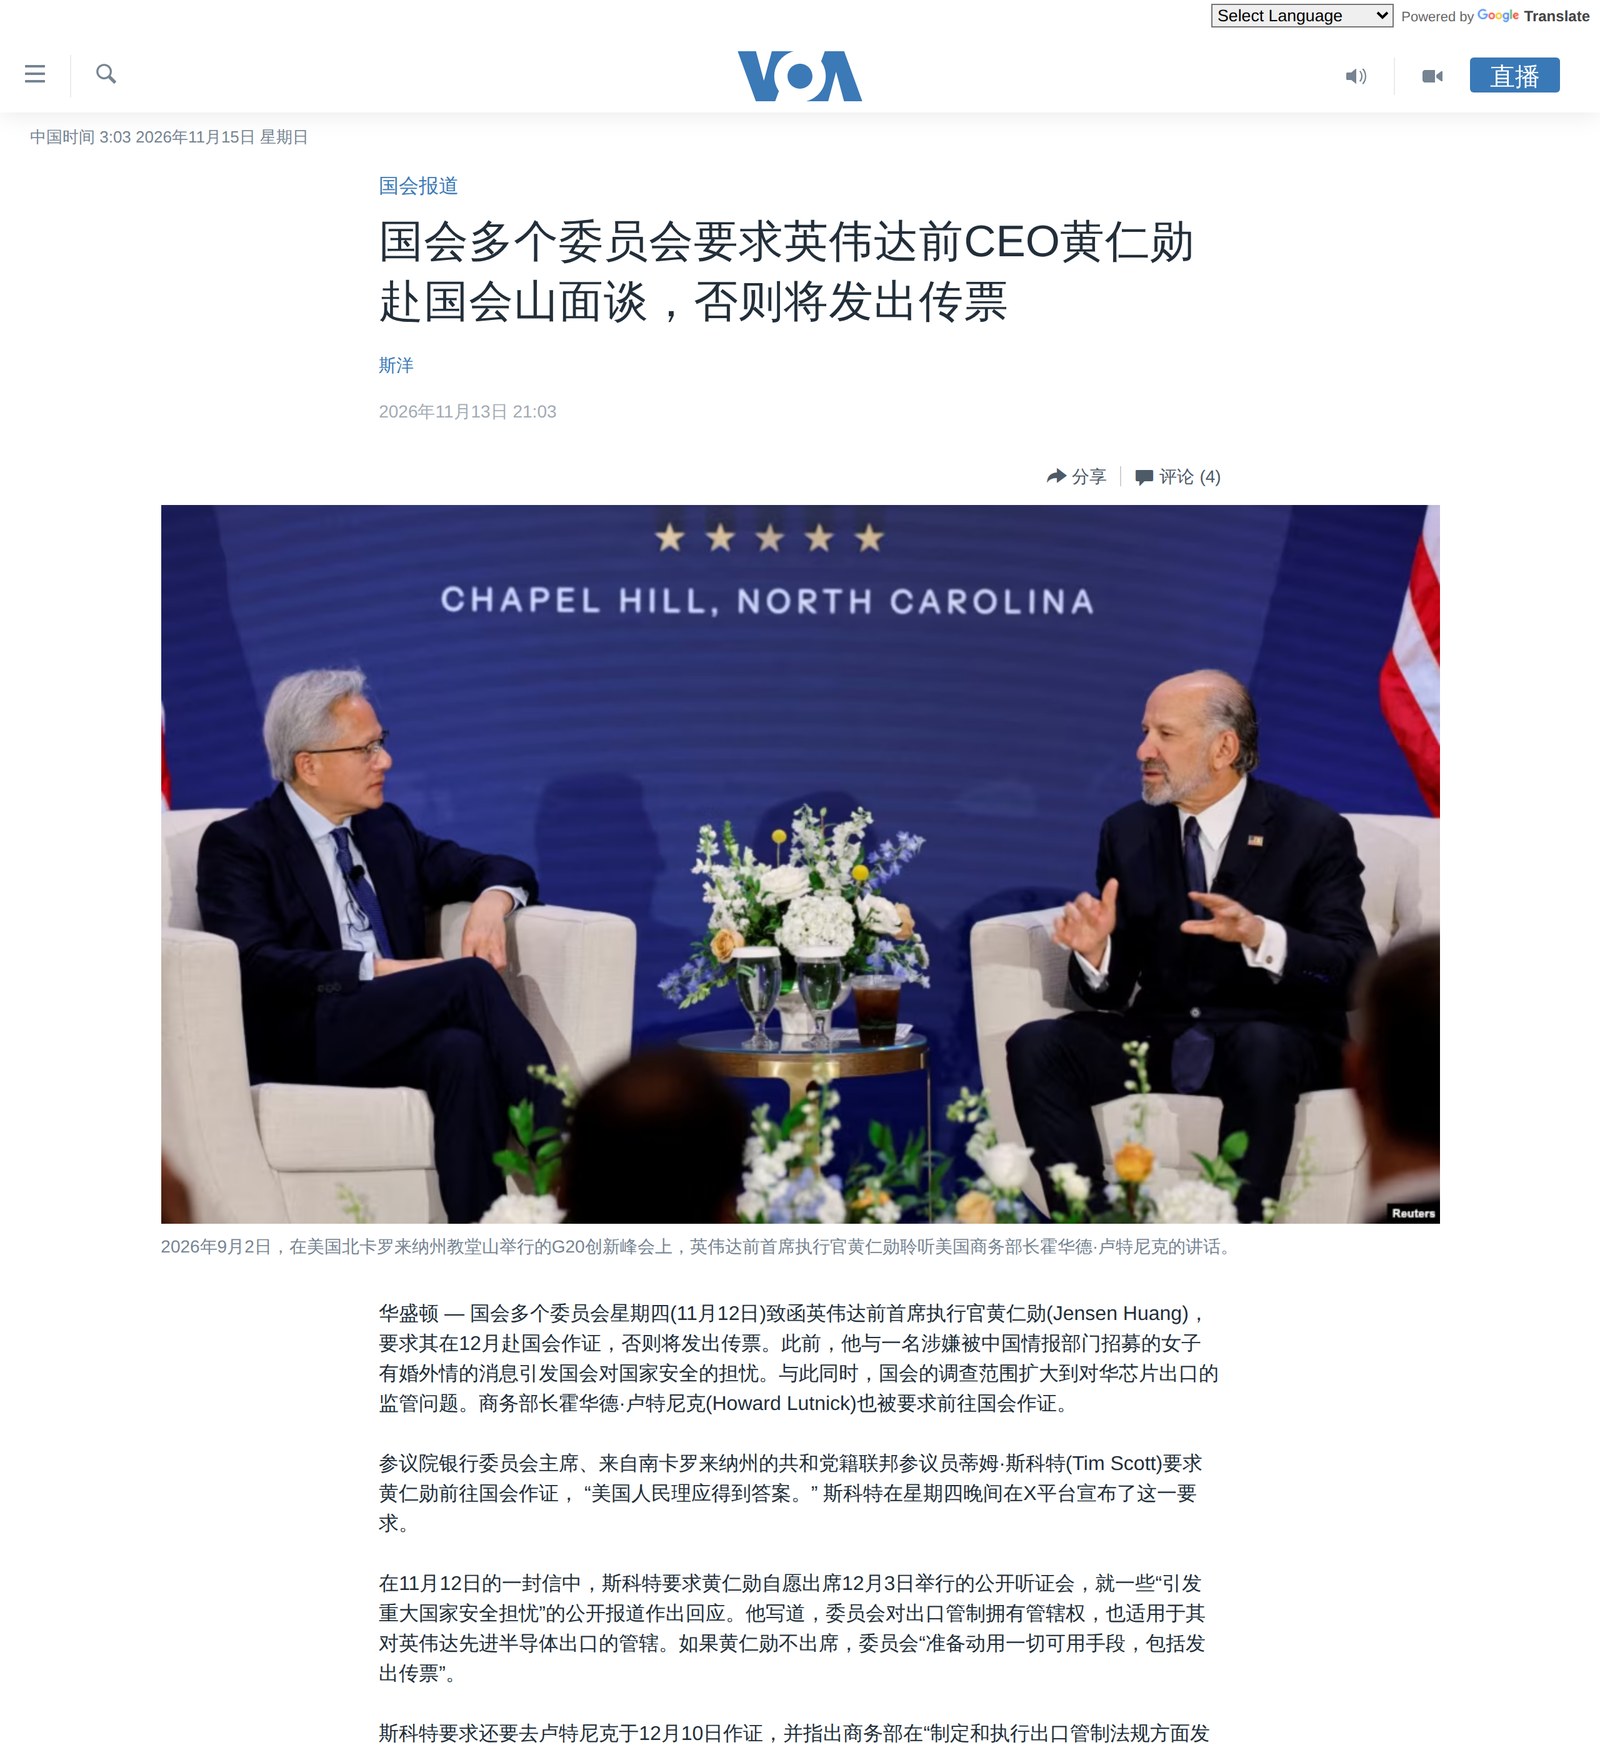 Select Language
Powered by Google Translate
VOA
直播
中国时间 3:03 2026年11月15日 星期日
国会报道
国会多个委员会要求英伟达前CEO黄仁勋
赴国会山面谈，否则将发出传票
斯洋
2026年11月13日 21:03
分享
评论 (4)
CHAPEL HILL, NORTH CAROLINA
Reuters
2026年9月2日，在美国北卡罗来纳州教堂山举行的G20创新峰会上，英伟达前首席执行官黄仁勋聆听美国商务部长霍华德·卢特尼克的讲话。
华盛顿 — 国会多个委员会星期四(11月12日)致函英伟达前首席执行官黄仁勋(Jensen Huang)，
要求其在12月赴国会作证，否则将发出传票。此前，他与一名涉嫌被中国情报部门招募的女子
有婚外情的消息引发国会对国家安全的担忧。与此同时，国会的调查范围扩大到对华芯片出口的
监管问题。商务部长霍华德·卢特尼克(Howard Lutnick)也被要求前往国会作证。
参议院银行委员会主席、来自南卡罗来纳州的共和党籍联邦参议员蒂姆·斯科特(Tim Scott)要求
黄仁勋前往国会作证， “美国人民理应得到答案。” 斯科特在星期四晚间在X平台宣布了这一要
求。
在11月12日的一封信中，斯科特要求黄仁勋自愿出席12月3日举行的公开听证会，就一些“引发
重大国家安全担忧”的公开报道作出回应。他写道，委员会对出口管制拥有管辖权，也适用于其
对英伟达先进半导体出口的管辖。如果黄仁勋不出席，委员会“准备动用一切可用手段，包括发
出传票”。
斯科特要求还要去卢特尼克于12月10日作证，并指出商务部在“制定和执行出口管制法规方面发